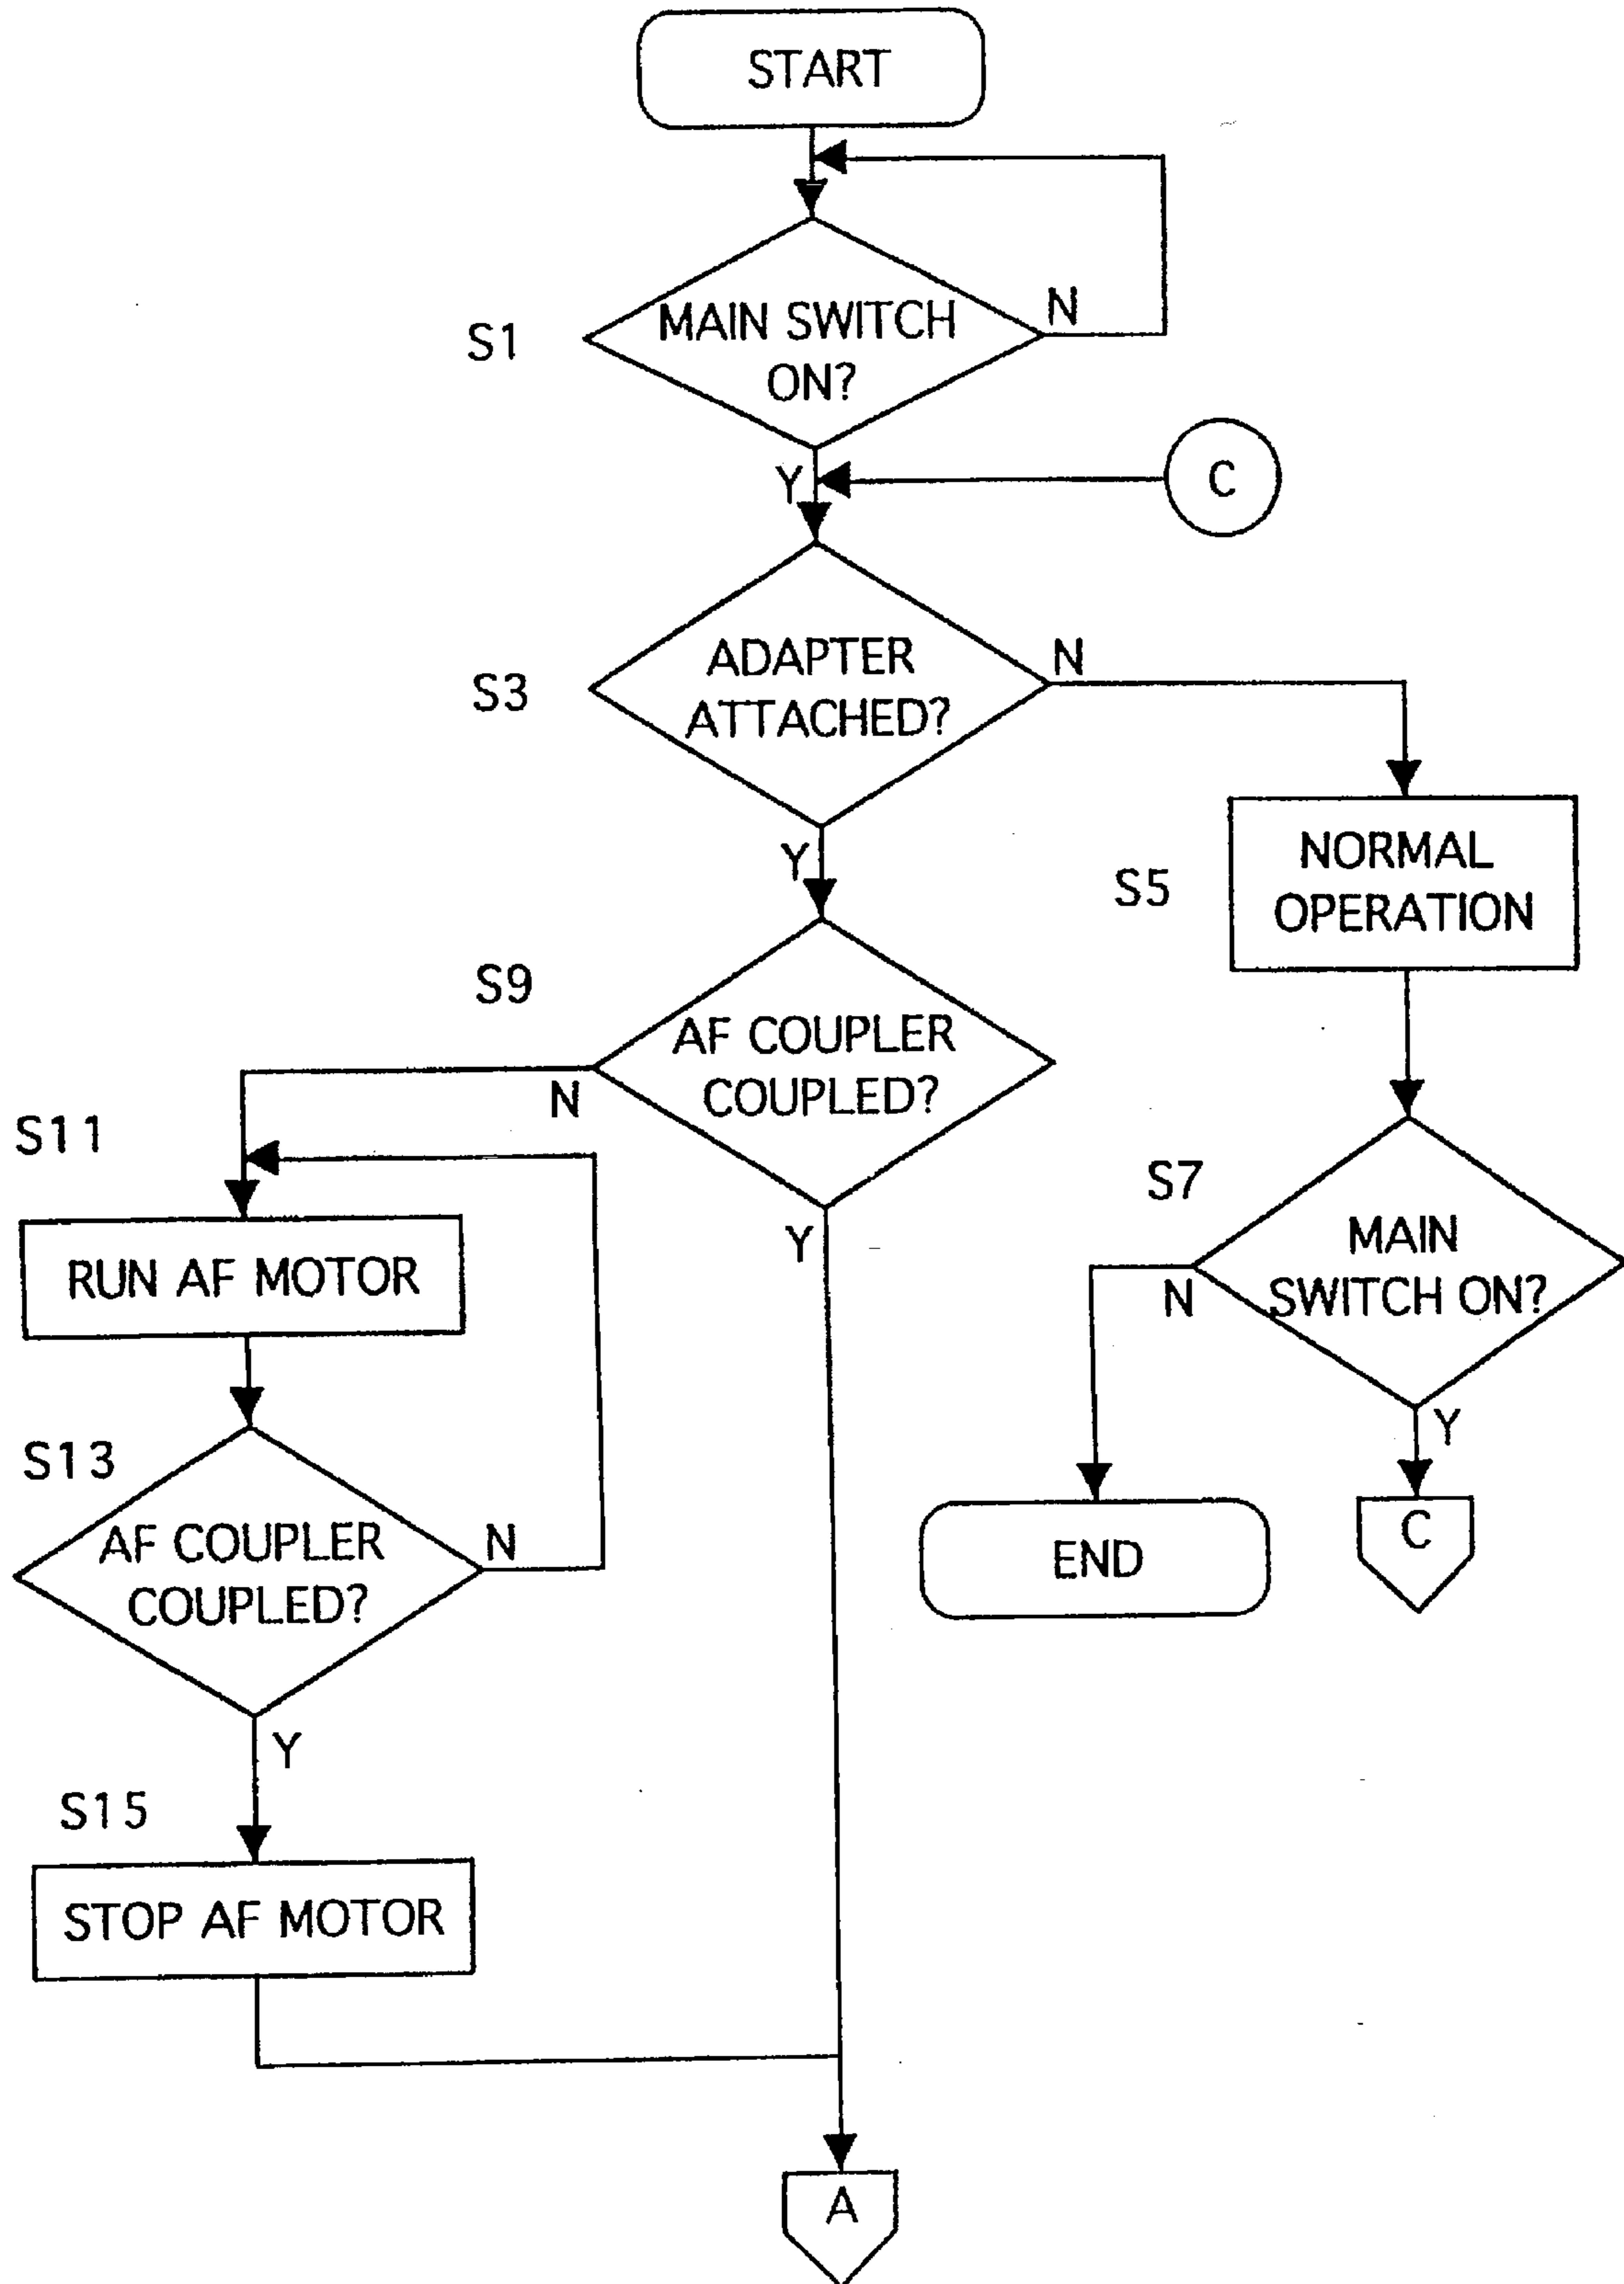 START
S1
MAIN SWITCH
ON?
N
Y
C
S3
ADAPTER
ATTACHED?
N
Y
S5
NORMAL
OPERATION
S9
AF COUPLER
COUPLED?
N
Y
S7
MAIN
SWITCH ON?
N
Y
END
C
S11
RUN AF MOTOR
S13
AF COUPLER
COUPLED?
N
Y
S15
STOP AF MOTOR
A